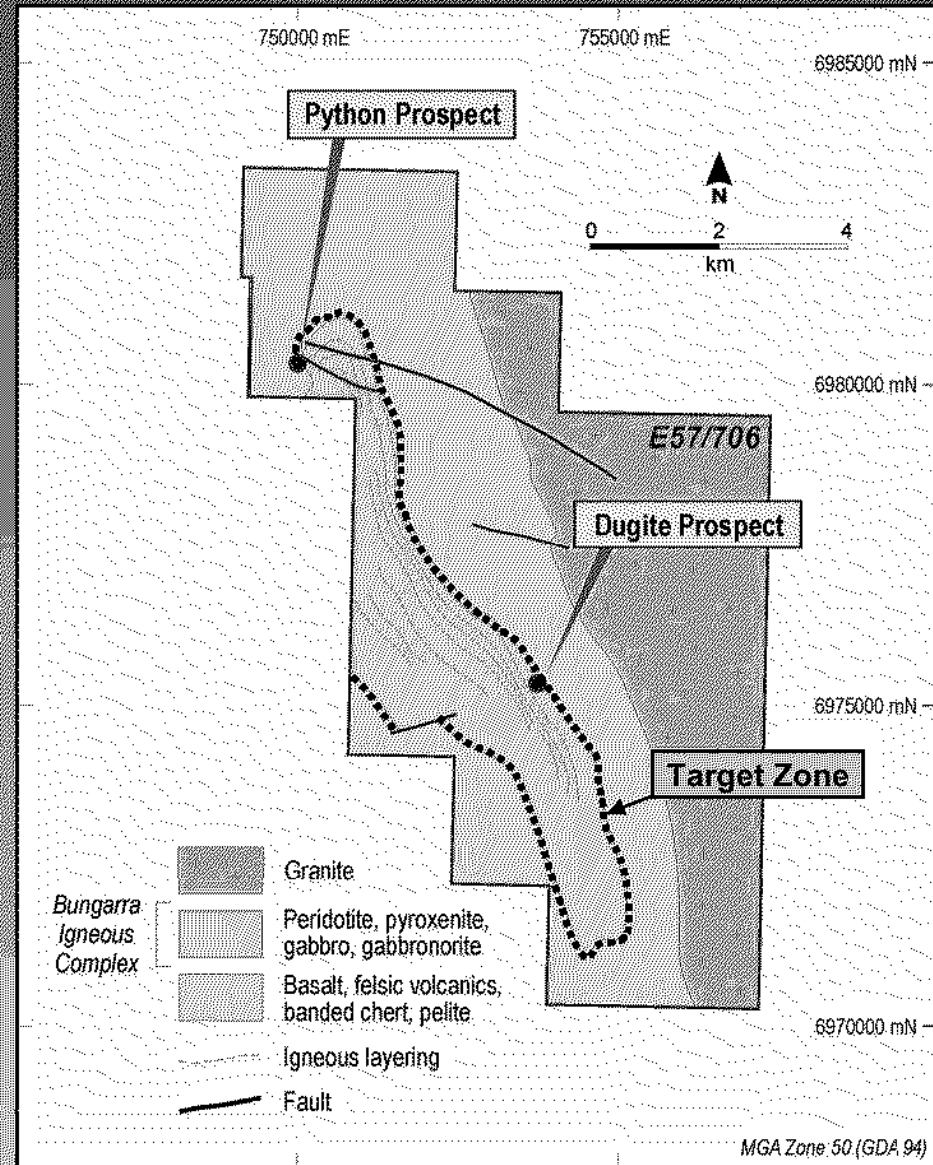 750000 mE
755000 mE
6985000 mN
Python Prospect
N
0 2 4
km
6980000 mN
E57/706
Dugite Prospect
6975000 mN
Target Zone
Granite
Bungarra
Igneous
Complex
Peridotite, pyroxenite,
gabbro, gabbronorite
Basalt, felsic volcanics,
banded chert, pelite
6970000 mN
Igneous layering
Fault
MGA Zone 50 (GDA 94)